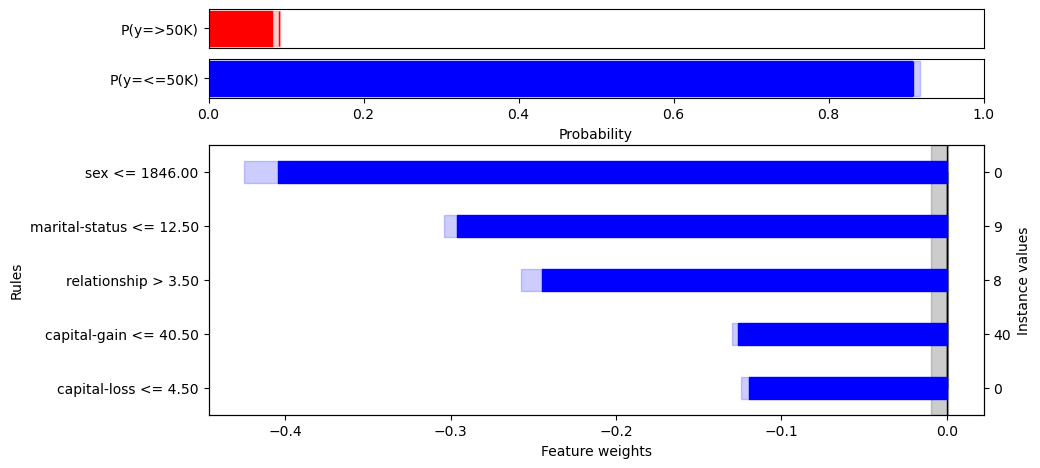 P(y=>50K)
P(y=<=50K)
0.0 0.2 0.4 0.6 0.8 1.0
Probability
sex <= 1846.00 0
marital-status <= 12.50 9
relationship > 3.50 8
capital-gain <= 40.50 40
capital-loss <= 4.50 0
Rules
Instance values
−0.4 −0.3 −0.2 −0.1 0.0
Feature weights